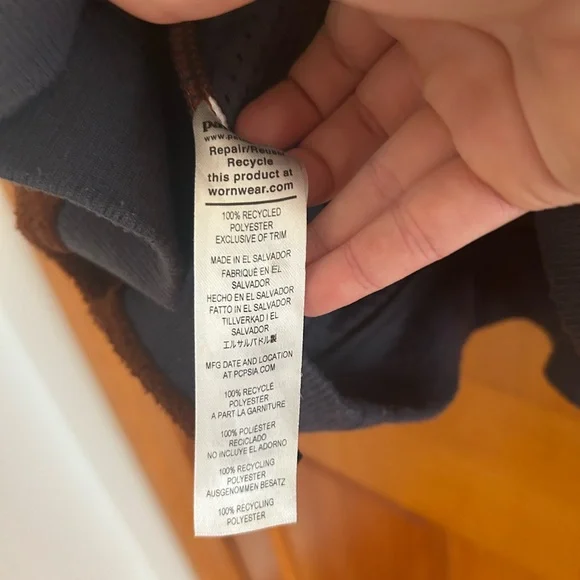 Repair/Reuse
Recycle
this product at
wornwear.com
100% RECYCLED
POLYESTER
EXCLUSIVE OF TRIM
MADE IN EL SALVADOR
FABRIQUÉ EN EL
SALVADOR
HECHO EN EL SALVADOR
FATTO IN EL SALVADOR
TILLVERKAD I EL
SALVADOR
エルサルバドル製
MFG DATE AND LOCATION
AT PCPSIA.COM
100% RECYCLÉ
POLYESTER
A PART LA GARNITURE
100% POLIÉSTER
RECICLADO
NO INCLUYE EL ADORNO
100% RECYCLING
POLYESTER
AUSGENOMMEN BESATZ
100% RECYCLING
POLYESTER